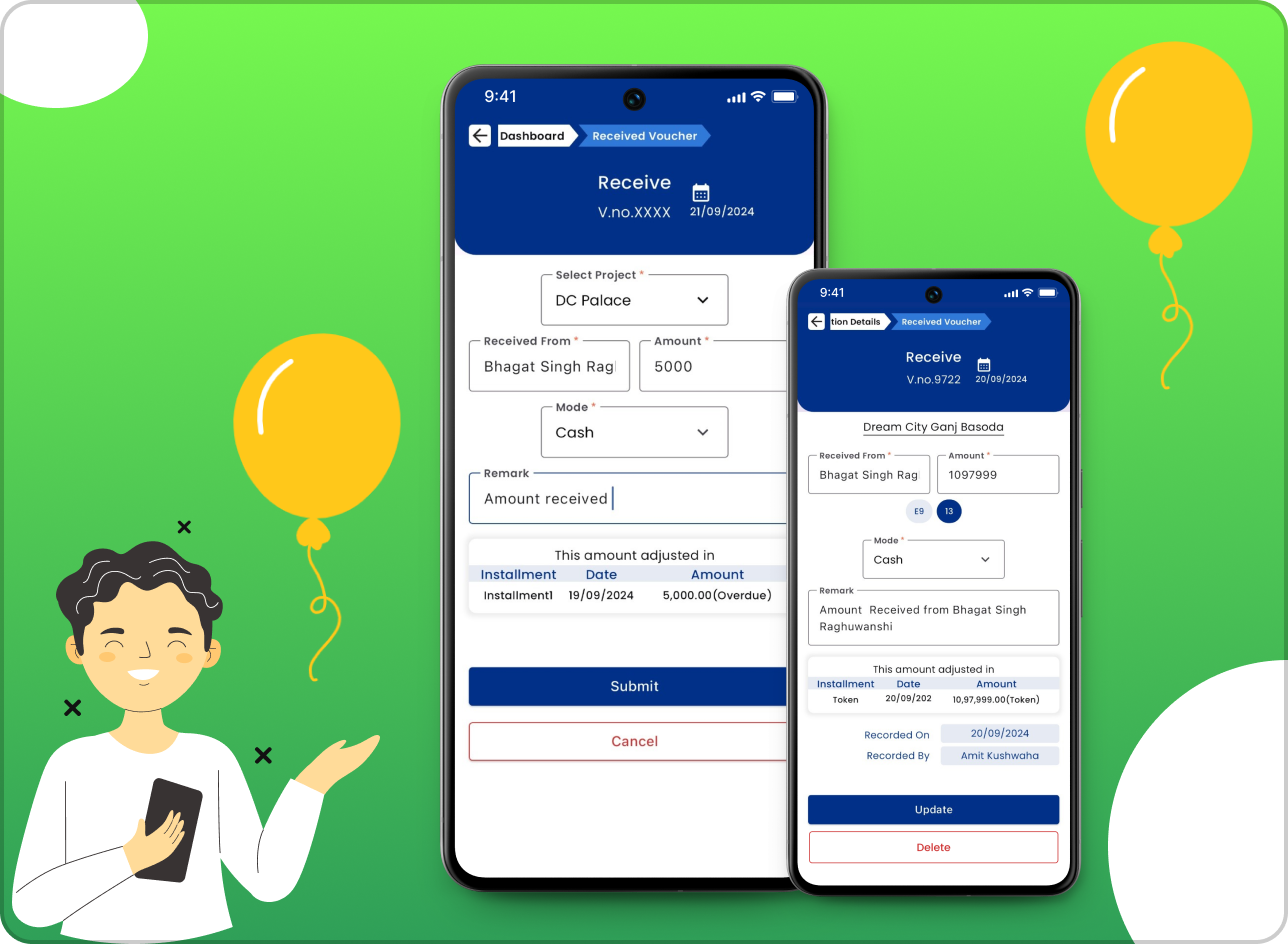 9:41
Dashboard Received Voucher
Receive
V.no.XXXX 21/09/2024
Select Project *
DC Palace
Received From * Amount *
Bhagat Singh Rag 5000
Mode *
Cash
Remark
Amount received
This amount adjusted in
Installment Date Amount
Installment1 19/09/2024 5,000.00(Overdue)
Submit
Cancel
9:41
tion Details Received Voucher
Receive
V.no.9722 20/09/2024
Dream City Ganj Basoda
Received From * Amount *
Bhagat Singh Rag 1097999
E9 13
Mode *
Cash
Remark
Amount Received from Bhagat Singh
Raghuwanshi
This amount adjusted in
Installment Date Amount
Token 20/09/202 10,97,999.00(Token)
Recorded On 20/09/2024
Recorded By Amit Kushwaha
Update
Delete